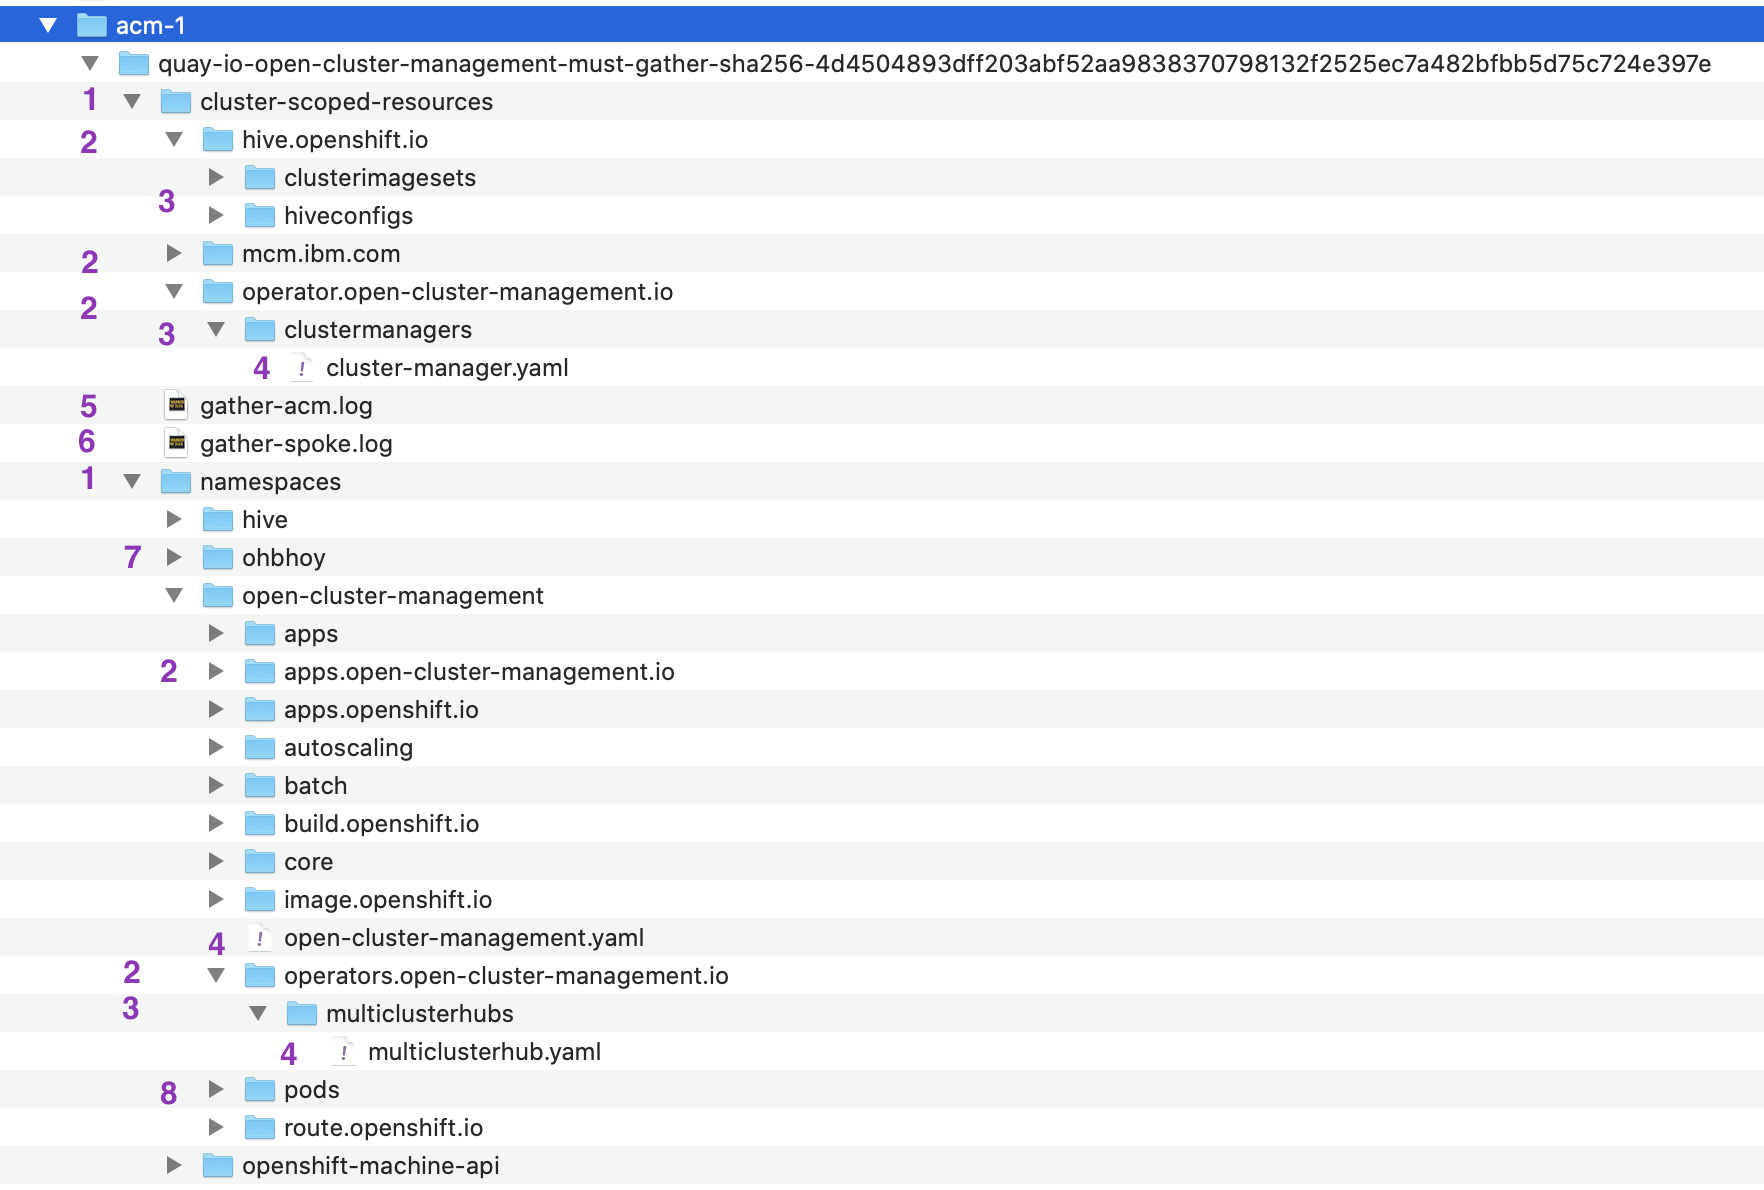 acm-1
quay-io-open-cluster-management-must-gather-sha256-4d4504893dff203abf52aa9838370798132f2525ec7a482bfbb5d75c724e397e
1 cluster-scoped-resources
2 hive.openshift.io
clusterimagesets
3
hiveconfigs
2 mcm.ibm.com
2 operator.open-cluster-management.io
3 clustermanagers
4 ! cluster-manager.yaml
5 gather-acm.log
6 gather-spoke.log
1 namespaces
hive
7 ohbhoy
open-cluster-management
apps
2 apps.open-cluster-management.io
apps.openshift.io
autoscaling
batch
build.openshift.io
core
image.openshift.io
4 ! open-cluster-management.yaml
2 operators.open-cluster-management.io
3 multiclusterhubs
4 ! multiclusterhub.yaml
8 pods
route.openshift.io
openshift-machine-api